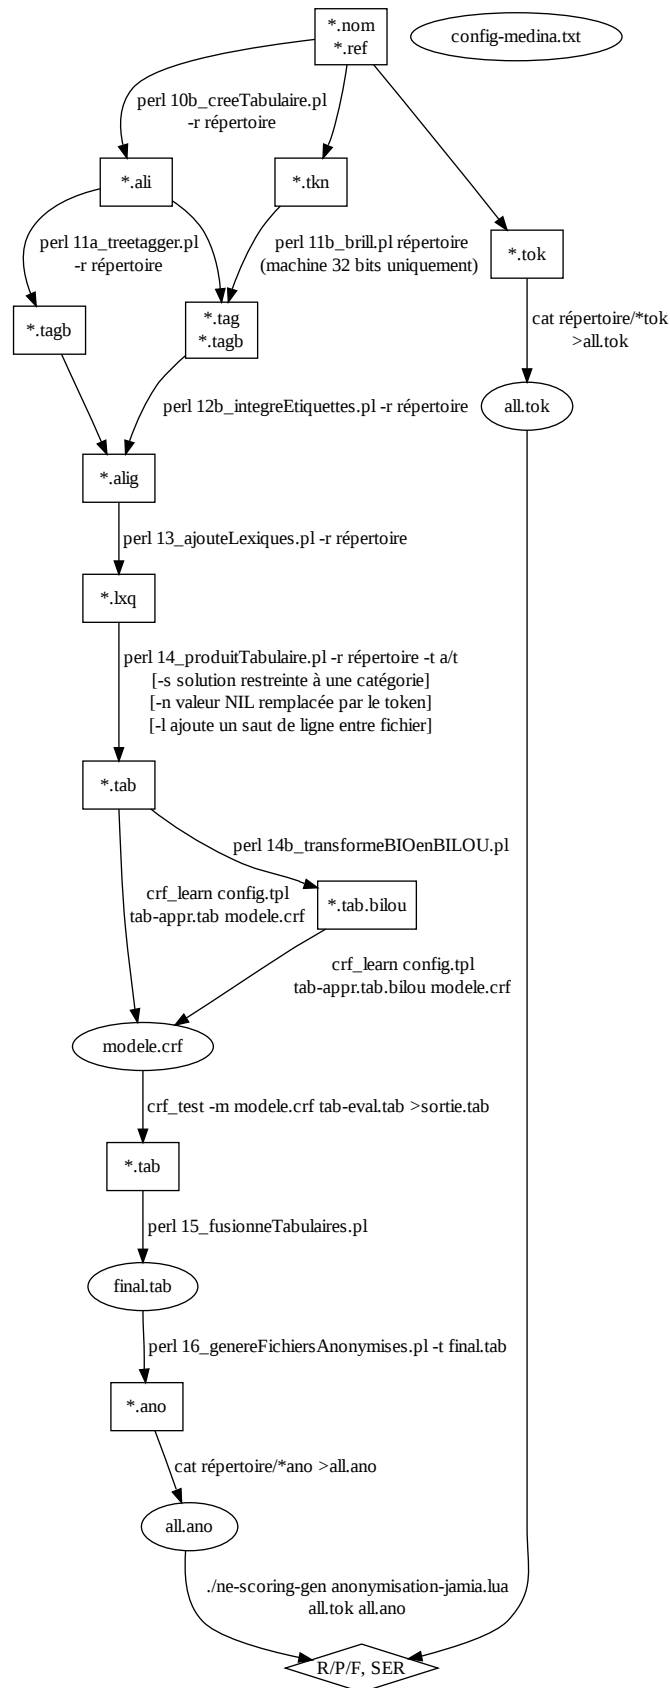 *.nom
*.ref
config-medina.txt
perl 10b_creeTabulaire.pl
-r répertoire
*.ali
*.tkn
perl 11a_treetagger.pl
-r répertoire
perl 11b_brill.pl répertoire
(machine 32 bits uniquement)
*.tok
*.tagb
*.tag
*.tagb
cat répertoire/*tok
>all.tok
perl 12b_integreEtiquettes.pl -r répertoire
all.tok
*.alig
perl 13_ajouteLexiques.pl -r répertoire
*.lxq
perl 14_produitTabulaire.pl -r répertoire -t a/t
[-s solution restreinte à une catégorie]
[-n valeur NIL remplacée par le token]
[-l ajoute un saut de ligne entre fichier]
*.tab
perl 14b_transformeBIOenBILOU.pl
crf_learn config.tpl
tab-appr.tab modele.crf
*.tab.bilou
crf_learn config.tpl
tab-appr.tab.bilou modele.crf
modele.crf
crf_test -m modele.crf tab-eval.tab >sortie.tab
*.tab
perl 15_fusionneTabulaires.pl
final.tab
perl 16_genereFichiersAnonymises.pl -t final.tab
*.ano
cat répertoire/*ano >all.ano
all.ano
./ne-scoring-gen anonymisation-jamia.lua
all.tok all.ano
R/P/F, SER